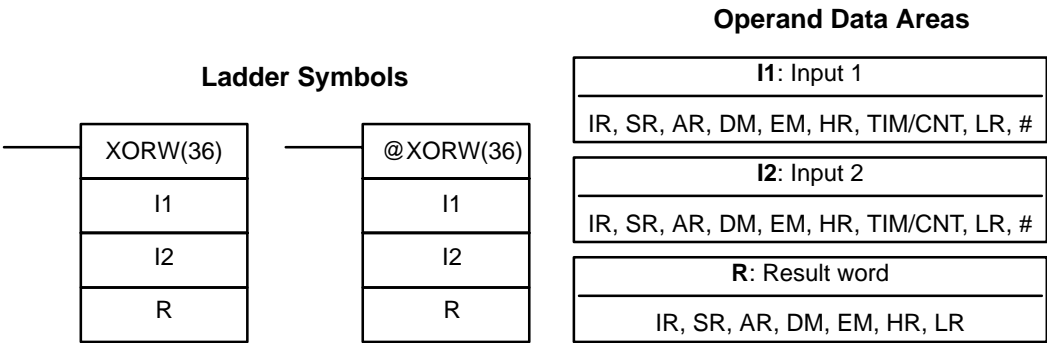 Operand Data Areas
Ladder Symbols
XORW(36)
I1
I2
R
@XORW(36)
I1
I2
R
I1: Input 1
IR, SR, AR, DM, EM, HR, TIM/CNT, LR, #
I2: Input 2
IR, SR, AR, DM, EM, HR, TIM/CNT, LR, #
R: Result word
IR, SR, AR, DM, EM, HR, LR